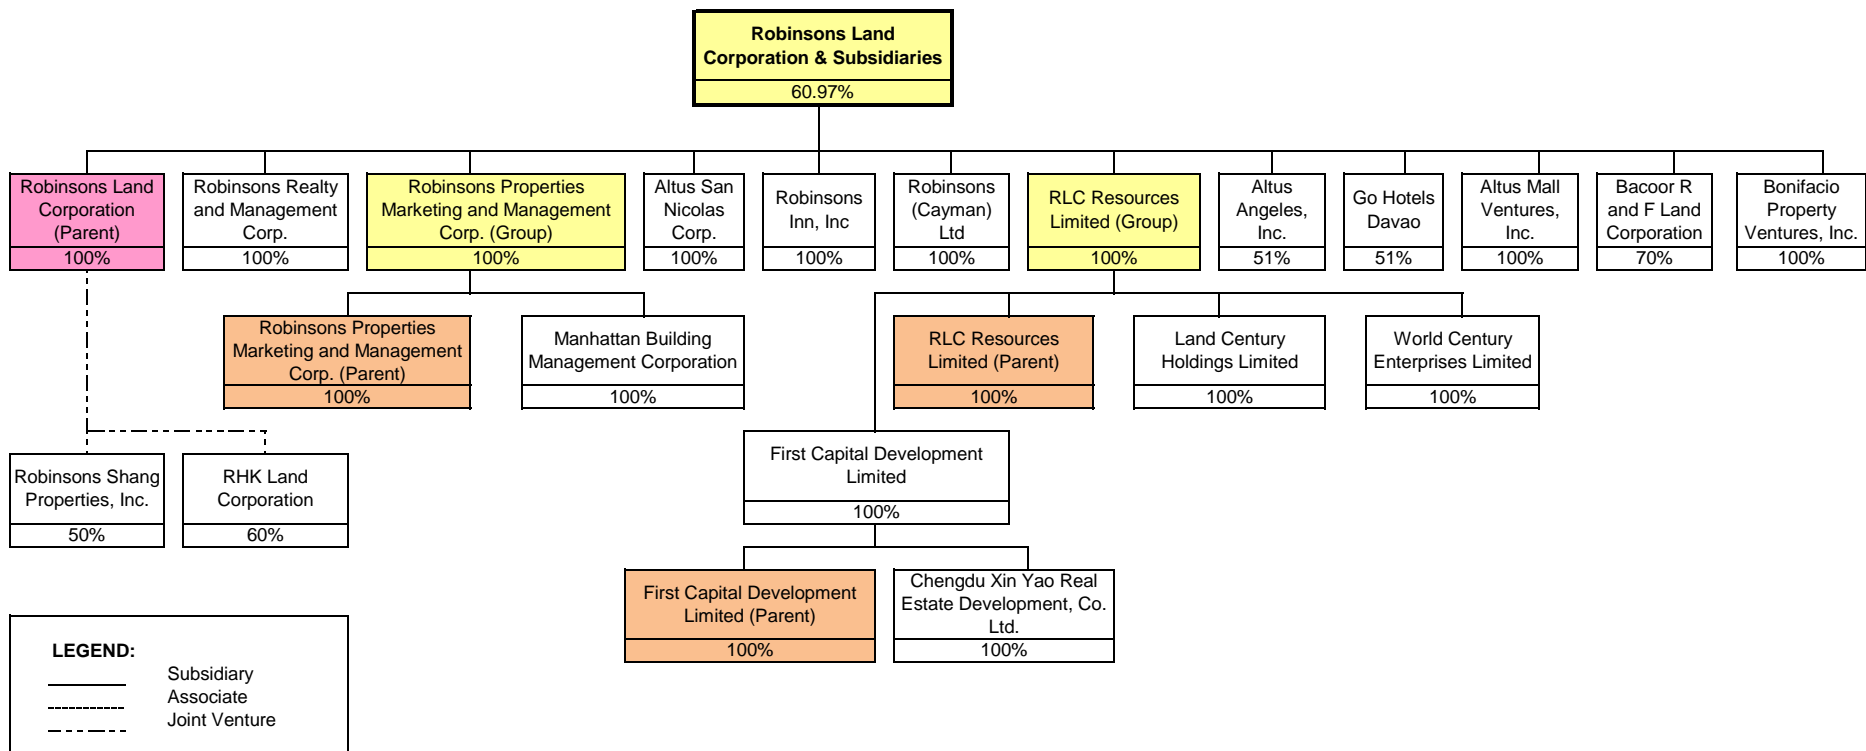 Robinsons Land
Corporation & Subsidiaries
60.97%
Robinsons Land
Corporation
(Parent)
100%
Robinsons Realty
and Management
Corp.
100%
Robinsons Properties
Marketing and Management
Corp. (Group)
100%
Altus San
Nicolas
Corp.
100%
Robinsons
Inn, Inc
100%
Robinsons
(Cayman)
Ltd
100%
RLC Resources
Limited (Group)
100%
Altus
Angeles,
Inc.
51%
Go Hotels
Davao
51%
Altus Mall
Ventures,
Inc.
100%
Bacoor R
and F Land
Corporation
70%
Bonifacio
Property
Ventures, Inc.
100%
Robinsons Properties
Marketing and Management
Corp. (Parent)
100%
Manhattan Building
Management Corporation
100%
RLC Resources
Limited (Parent)
100%
Land Century
Holdings Limited
100%
World Century
Enterprises Limited
100%
Robinsons Shang
Properties, Inc.
50%
RHK Land
Corporation
60%
First Capital Development
Limited
100%
First Capital Development
Limited (Parent)
100%
Chengdu Xin Yao Real
Estate Development, Co.
Ltd.
100%
LEGEND:
Subsidiary
Associate
Joint Venture